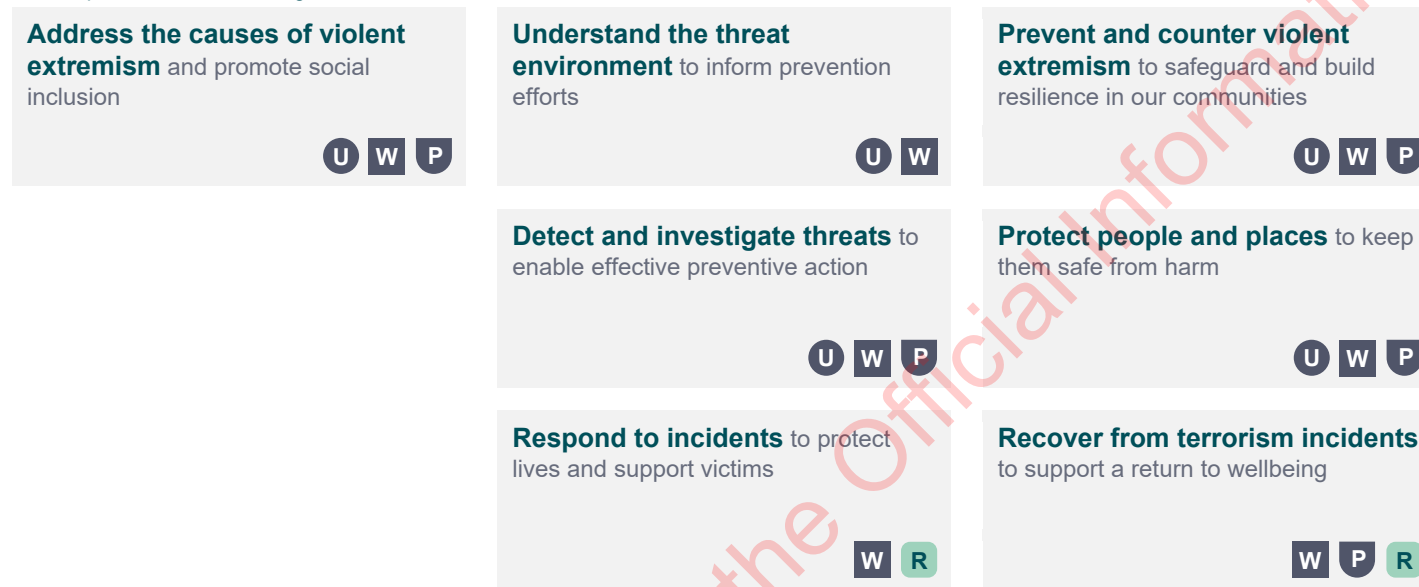 Address the causes of violent
extremism and promote social
inclusion
U W P
Understand the threat
environment to inform prevention
efforts
U W
Prevent and counter violent
extremism to safeguard and build
resilience in our communities
U W P
Detect and investigate threats to
enable effective preventive action
U W P
Protect people and places to keep
them safe from harm
U W P
Respond to incidents to protect
lives and support victims
W R
Recover from terrorism incidents
to support a return to wellbeing
W P R
the Official